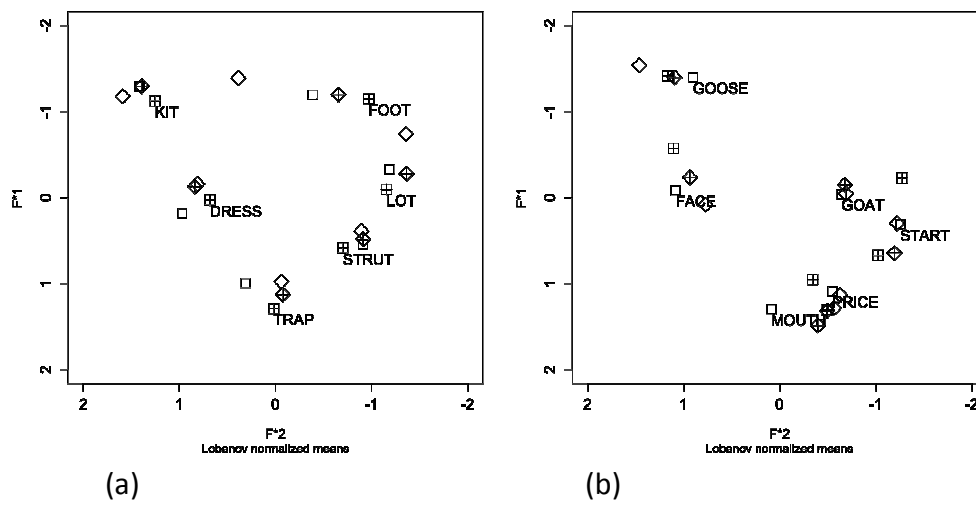 -2
-1
0
1
2
F*1
KIT
FOOT
DRESS
LOT
STRUT
TRAP
2 1 0 -1 -2
F*2
Lobanov normalized means
(a)
-2
-1
0
1
2
F*1
GOOSE
FACE
GOAT
START
PRICE
MOUTH
2 1 0 -1 -2
F*2
Lobanov normalized means
(b)